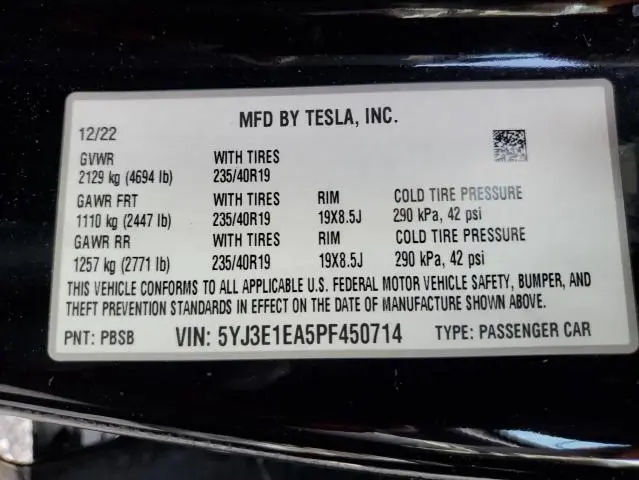 MFD BY TESLA, INC.
12/22
GVWR WITH TIRES
2129 kg (4694 lb) 235/40R19
GAWR FRT WITH TIRES RIM COLD TIRE PRESSURE
1110 kg (2447 lb) 235/40R19 19X8.5J 290 kPa, 42 psi
GAWR RR WITH TIRES RIM COLD TIRE PRESSURE
1257 kg (2771 lb) 235/40R19 19X8.5J 290 kPa, 42 psi
THIS VEHICLE CONFORMS TO ALL APPLICABLE U.S. FEDERAL MOTOR VEHICLE SAFETY, BUMPER, AND
THEFT PREVENTION STANDARDS IN EFFECT ON THE DATE OF MANUFACTURE SHOWN ABOVE.
PNT: PBSB VIN: 5YJ3E1EA5PF450714 TYPE: PASSENGER CAR